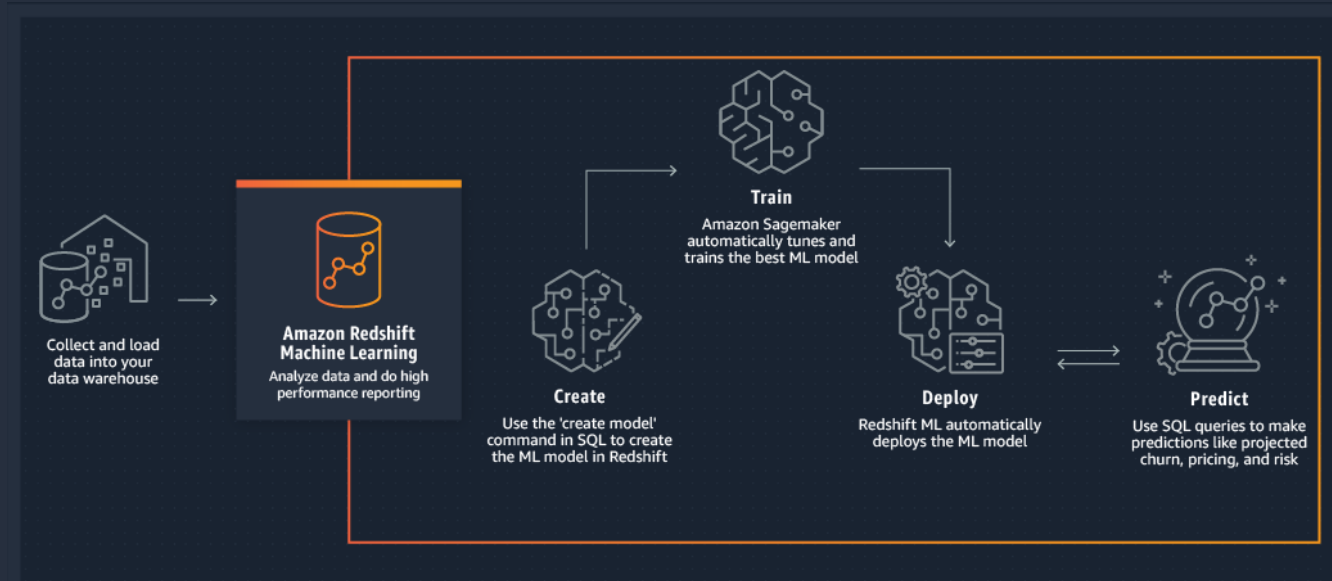 Collect and load
data into your
data warehouse
Amazon Redshift
Machine Learning
Analyze data and do high
performance reporting
Create
Use the 'create model'
command in SQL to create
the ML model in Redshift
Train
Amazon Sagemaker
automatically tunes and
trains the best ML model
Deploy
Redshift ML automatically
deploys the ML model
Predict
Use SQL queries to make
predictions like projected
churn, pricing, and risk